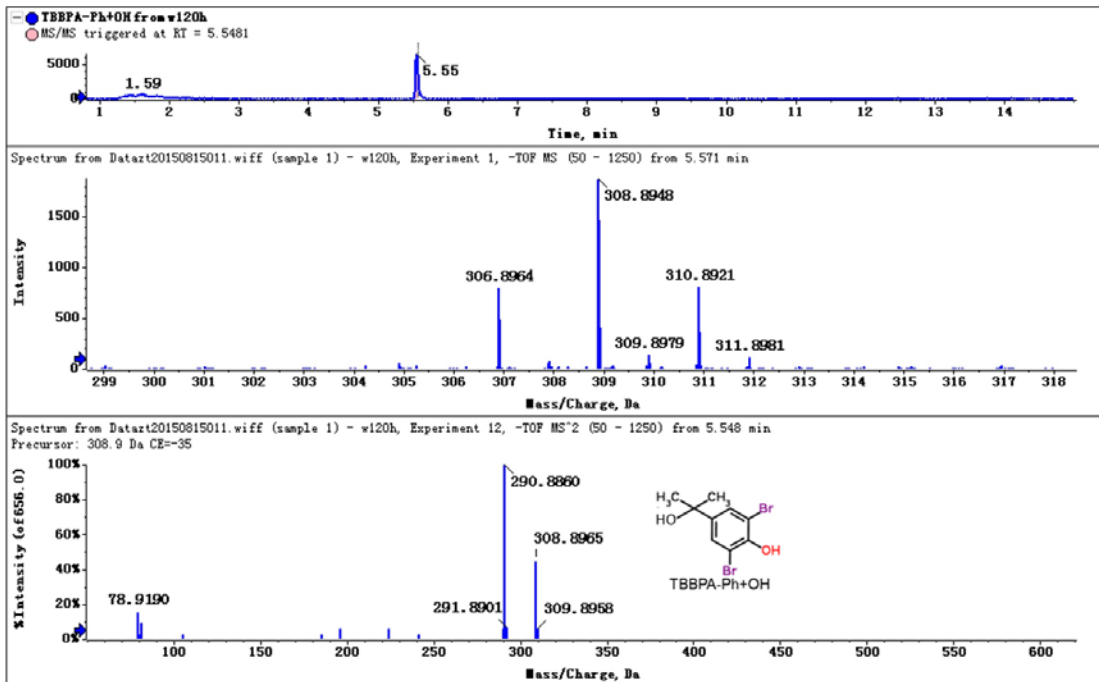 TBBPA-Ph+OH from w120h
MS/MS triggered at RT = 5.5481
5000
0
1.59
5.55
1 2 3 4 5 6 7 8 9 10 11 12 13 14
Time, min
Spectrum from Datazt20150815011.wiff (sample 1) - w120h, Experiment 1, -TOF MS (50 - 1250) from 5.571 min
Intensity
1500
1000
500
0
306.8964
308.8948
309.8979
310.8921
311.8981
299 300 301 302 303 304 305 306 307 308 309 310 311 312 313 314 315 316 317 318
Mass/Charge, Da
Spectrum from Datazt20150815011.wiff (sample 1) - w120h, Experiment 12, -TOF MS^2 (50 - 1250) from 5.548 min
Precursor: 308.9 Da CE=-35
% Intensity (of 656.0)
100%
80%
60%
40%
20%
0%
78.9190
290.8860
291.8901
308.8965
309.8958
H₃C
CH₃
HO
Br
OH
Br
TBBPA-Ph+OH
100 200 300 400 500 600
Mass/Charge, Da